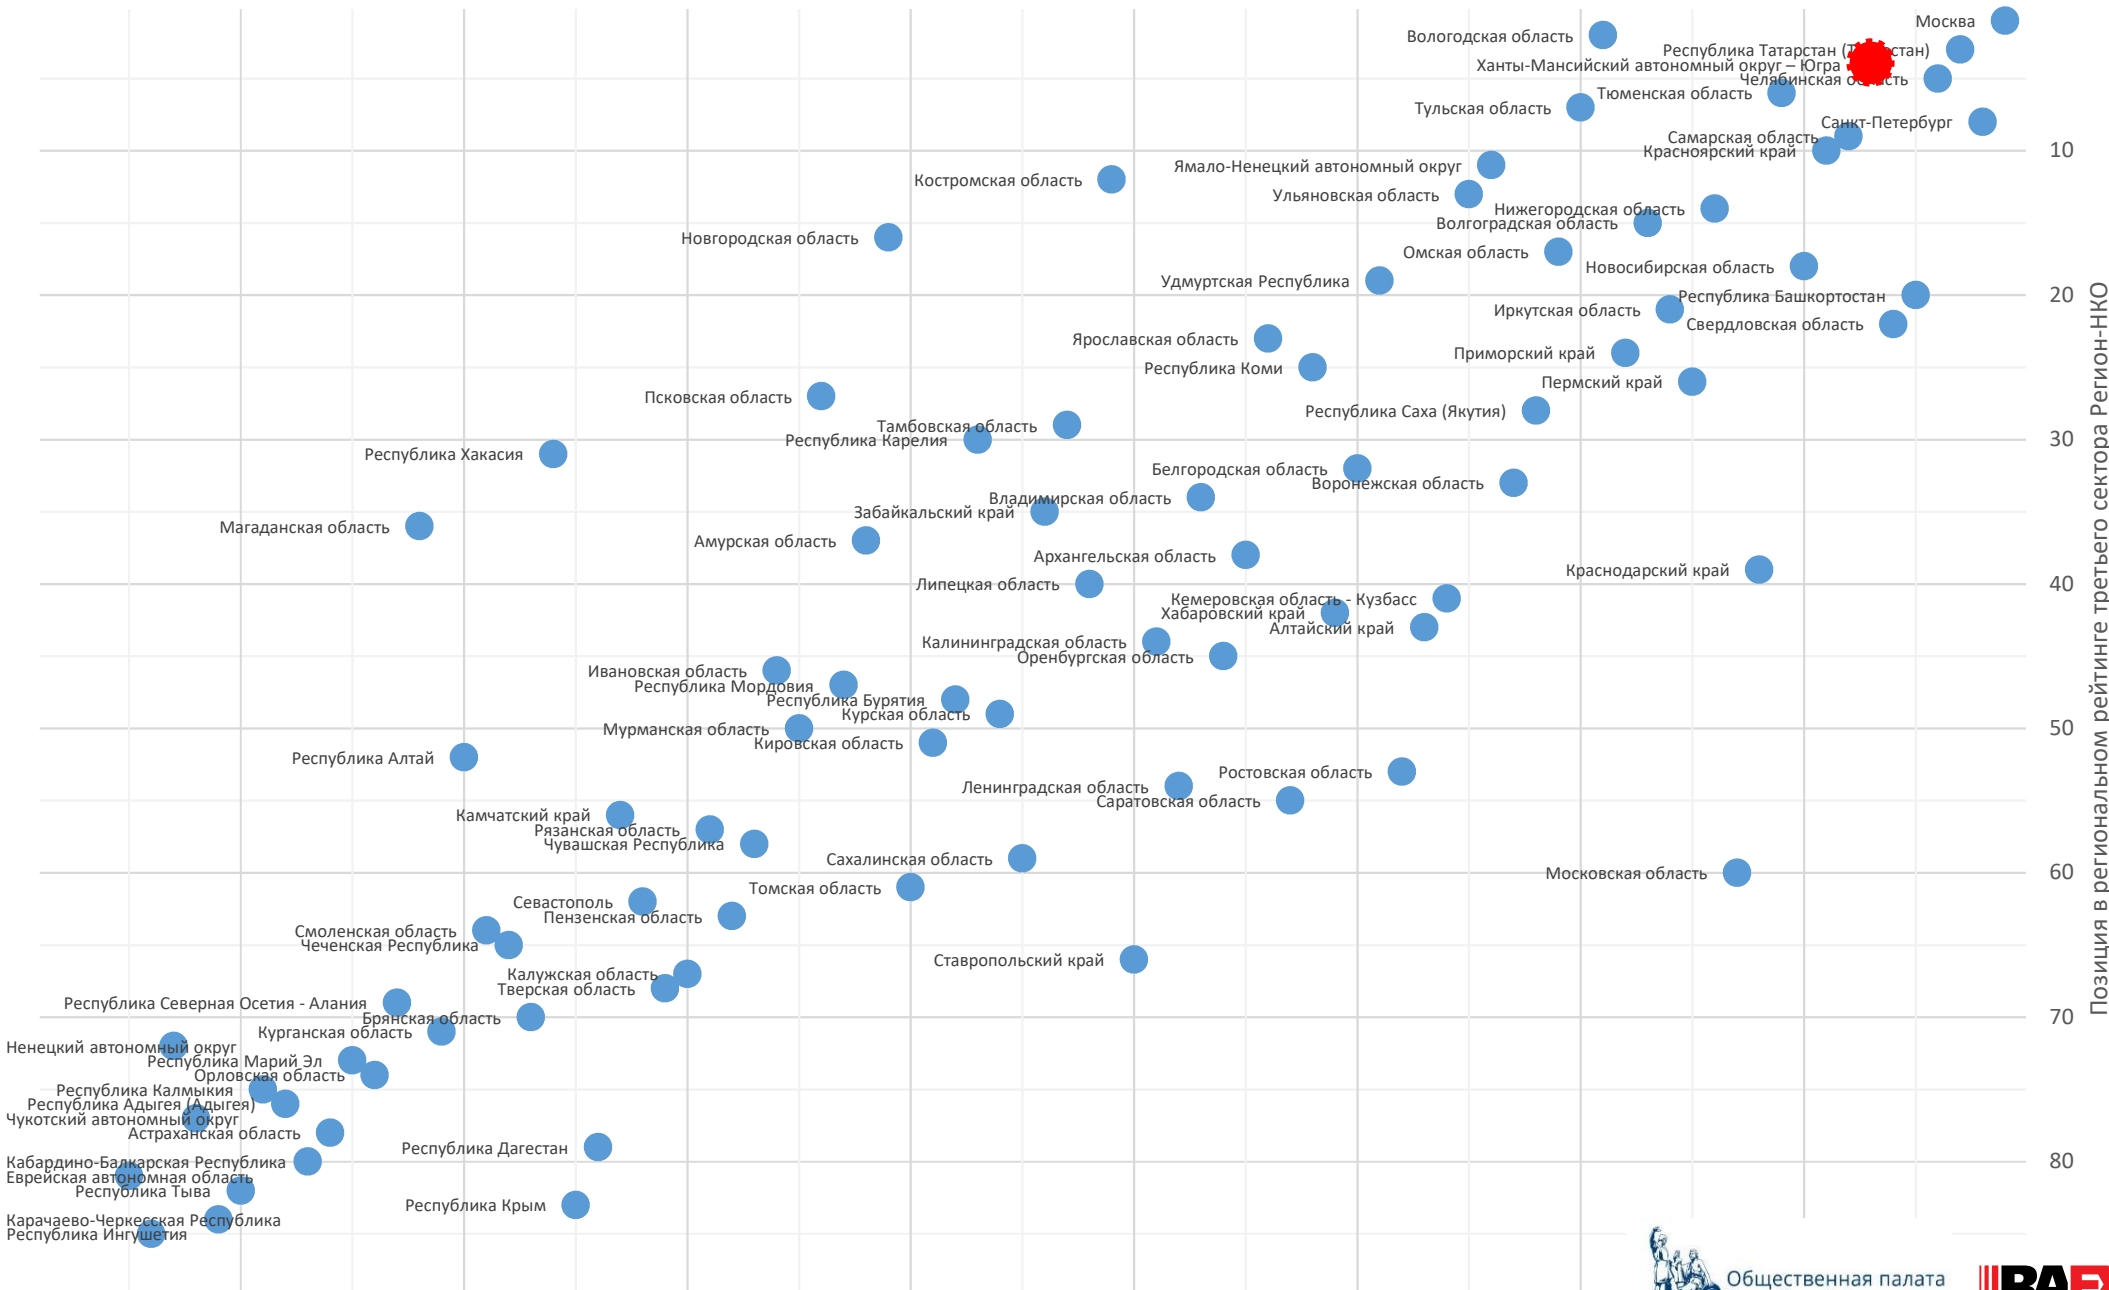 Москва
Вологодская область
Республика Татарстан (Татарстан)
Ханты-Мансийский автономный округ – Югра
Челябинская область
Тюменская область
Тульская область
Санкт-Петербург
Самарская область
Красноярский край
10
Ямало-Ненецкий автономный округ
Костромская область
Ульяновская область
Нижегородская область
Волгоградская область
Новгородская область
Омская область
Новосибирская область
Удмуртская Республика
Республика Башкортостан
20
Иркутская область
Свердловская область
Ярославская область
Приморский край
Республика Коми
Пермский край
Псковская область
Республика Саха (Якутия)
Тамбовская область
Республика Карелия
30
Республика Хакасия
Белгородская область
Воронежская область
Владимирская область
Забайкальский край
Магаданская область
Амурская область
Архангельская область
Краснодарский край
Липецкая область
40
Кемеровская область - Кузбасс
Хабаровский край
Алтайский край
Калининградская область
Оренбургская область
Ивановская область
Республика Мордовия
Республика Бурятия
Курская область
Мурманская область
50
Кировская область
Республика Алтай
Ростовская область
Ленинградская область
Саратовская область
Камчатский край
Рязанская область
Чувашская Республика
Сахалинская область
Московская область
60
Томская область
Севастополь
Пензенская область
Смоленская область
Чеченская Республика
Ставропольский край
Калужская область
Тверская область
Республика Северная Осетия - Алания
Брянская область
70
Курганская область
Ненецкий автономный округ
Республика Марий Эл
Орловская область
Республика Калмыкия
Республика Адыгея (Адыгея)
Чукотский автономный округ
Астраханская область
Республика Дагестан
Кабардино-Балкарская Республика
80
Еврейская автономная область
Республика Тыва
Республика Крым
Карачаево-Черкесская Республика
Республика Ингушетия
Позиция в региональном рейтинге третьего сектора Регион-НКО
Общественная палата